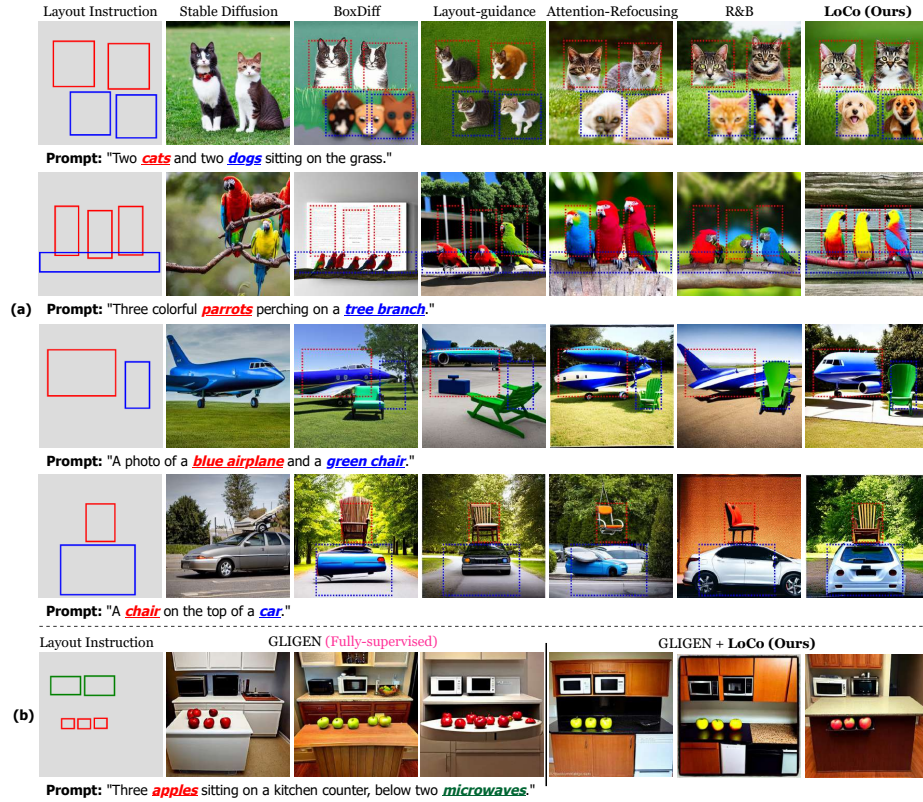 Layout Instruction Stable Diffusion BoxDiff Layout-guidance Attention-Refocusing R&B LoCo (Ours)
Prompt: "Two cats and two dogs sitting on the grass."
(a) Prompt: "Three colorful parrots perching on a tree branch."
Prompt: "A photo of a blue airplane and a green chair."
Prompt: "A chair on the top of a car."
Layout Instruction GLIGEN (Fully-supervised) GLIGEN + LoCo (Ours)
(b)
Prompt: "Three apples sitting on a kitchen counter, below two microwaves."